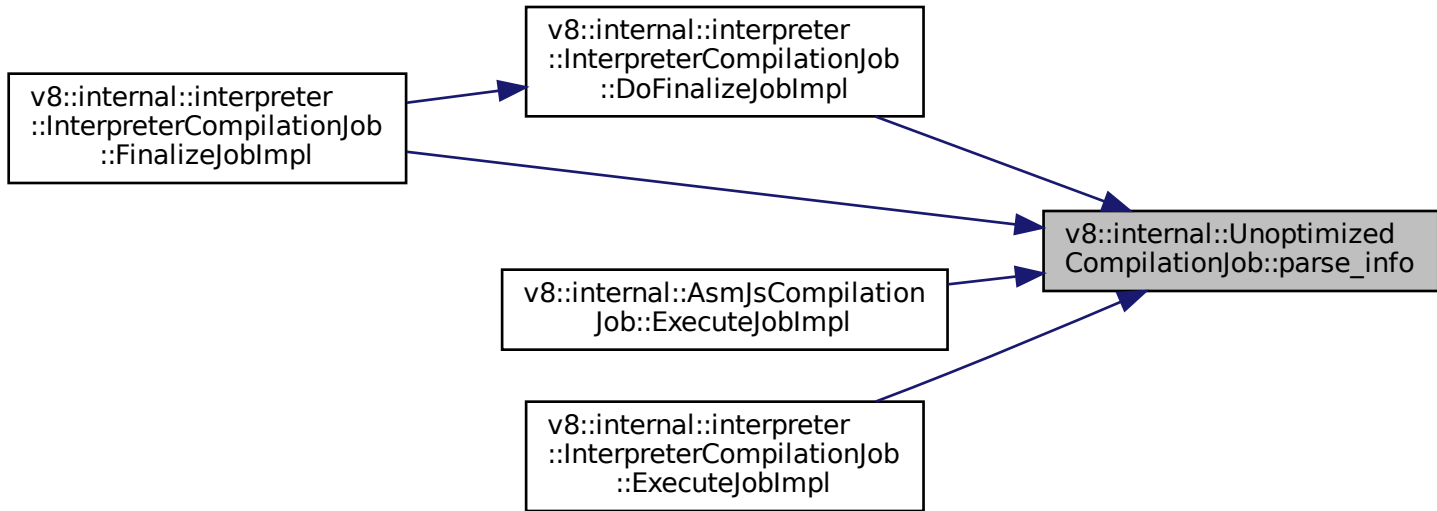 v8::internal::interpreter
::InterpreterCompilationJob
::FinalizeJobImpl
v8::internal::interpreter
::InterpreterCompilationJob
::DoFinalizeJobImpl
v8::internal::AsmJsCompilation
Job::ExecuteJobImpl
v8::internal::interpreter
::InterpreterCompilationJob
::ExecuteJobImpl
v8::internal::Unoptimized
CompilationJob::parse_info